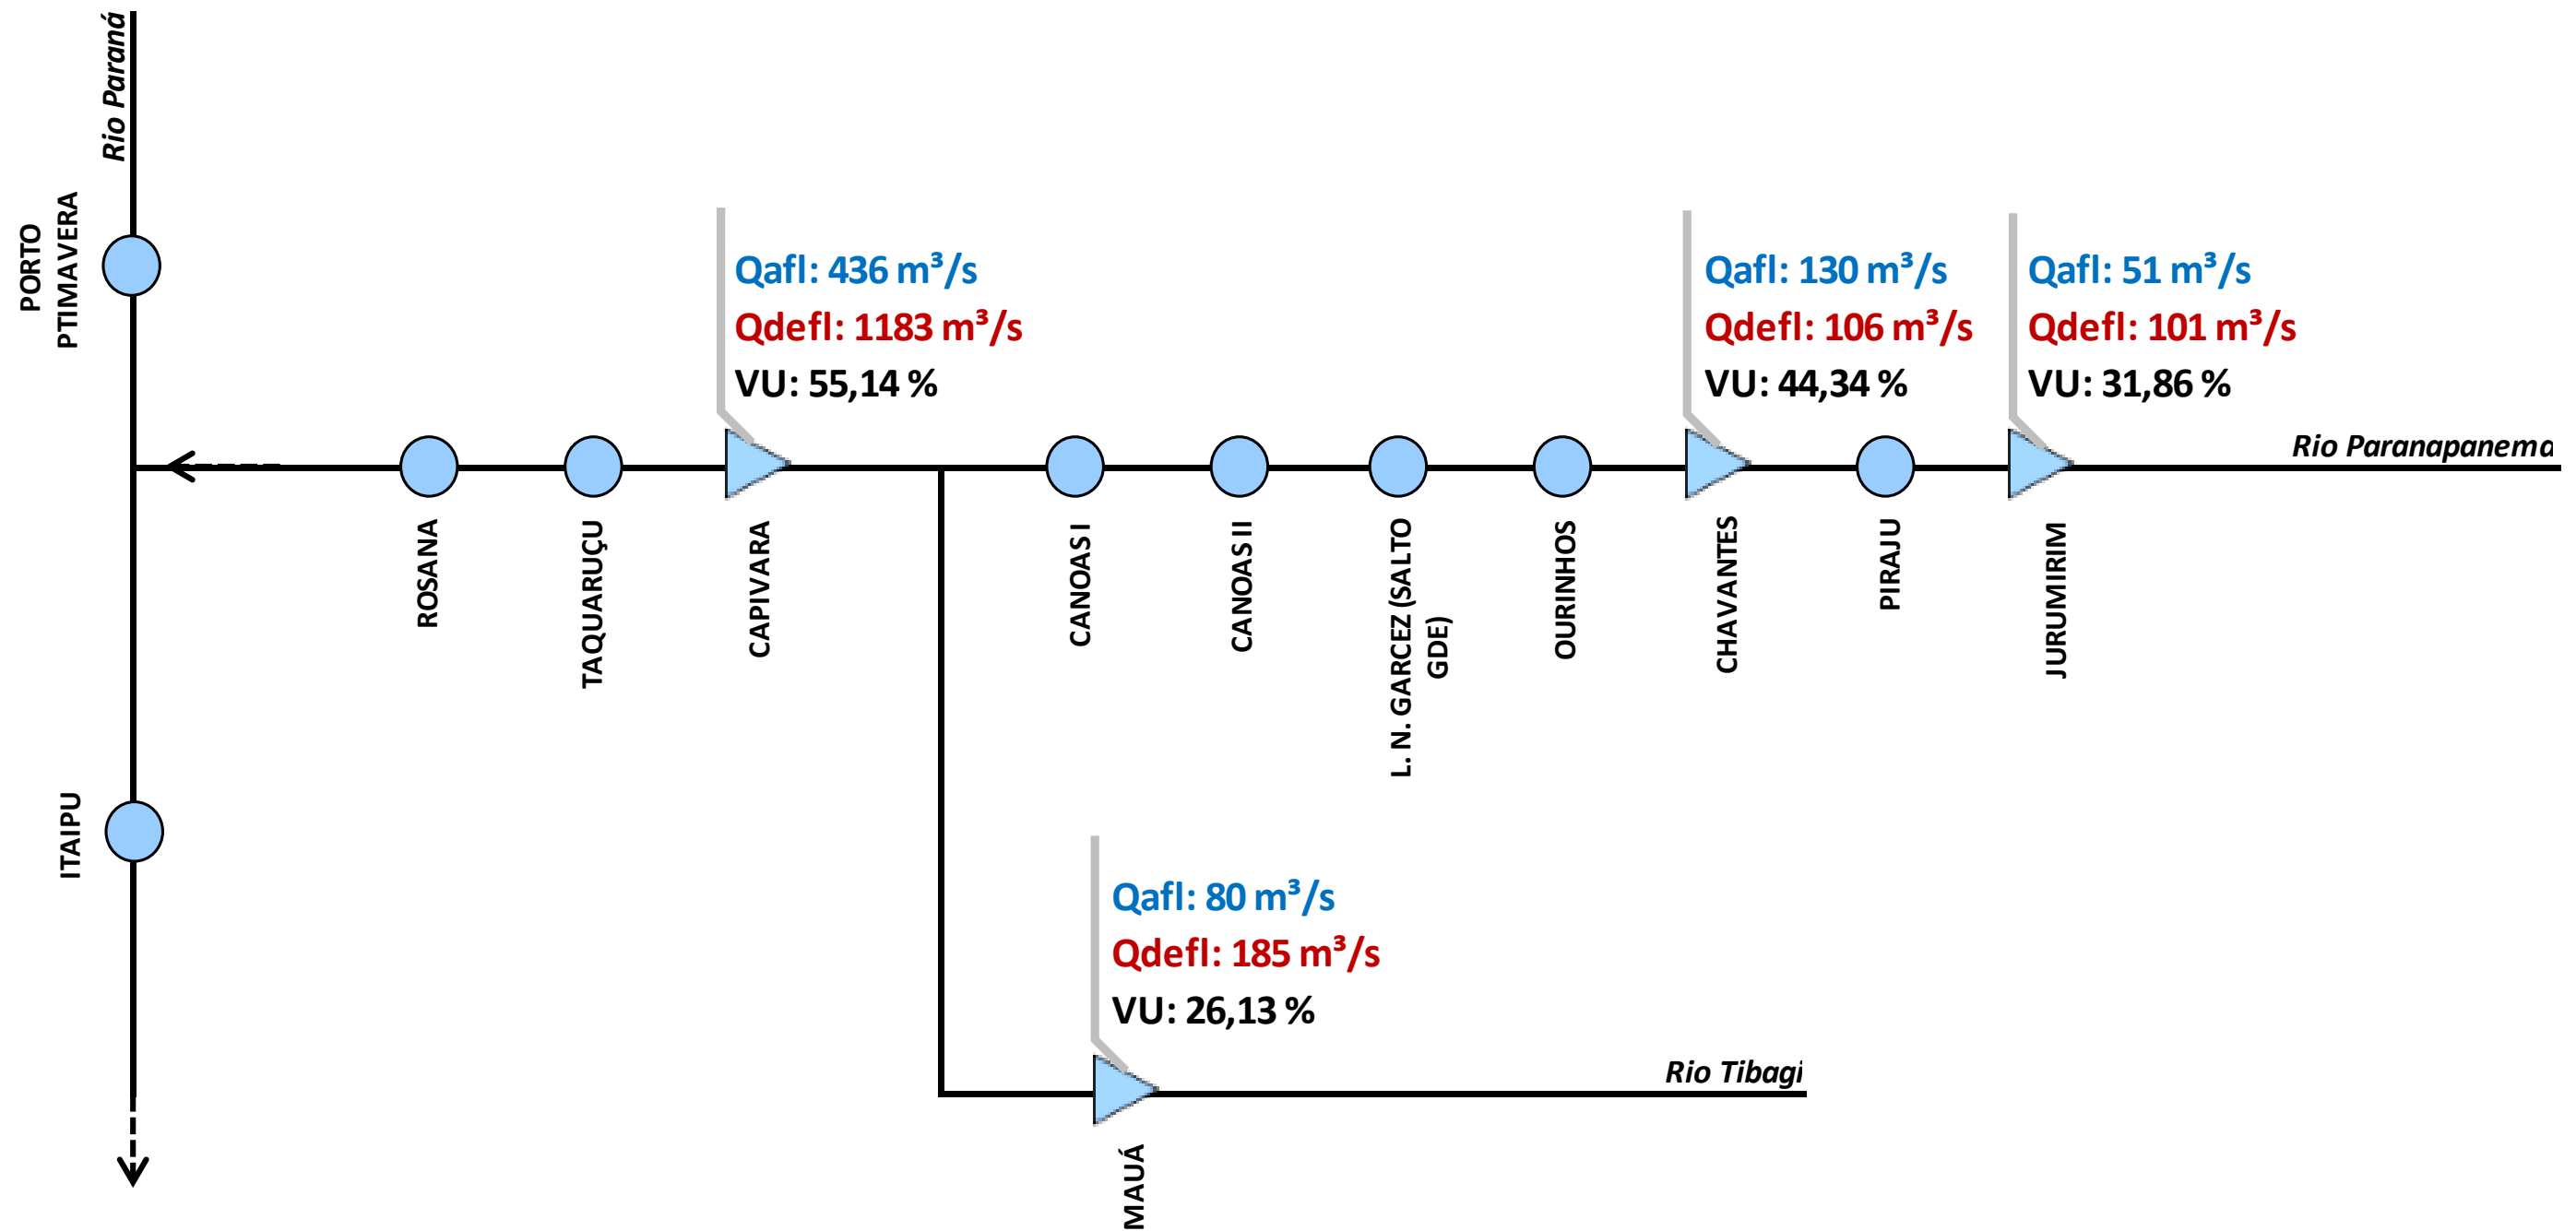 Rio Paraná
PORTO
PTIMAVERA
Qafl: 436 m³/s
Qdefl: 1183 m³/s
VU: 55,14 %
Qafl: 130 m³/s
Qdefl: 106 m³/s
VU: 44,34 %
Qafl: 51 m³/s
Qdefl: 101 m³/s
VU: 31,86 %
Rio Paranapanema
ROSANA
TAQUARUÇU
CAPIVARA
CANOAS I
CANOAS II
L. N. GARCEZ (SALTO
GDE)
OURINHOS
CHAVANTES
PIRAJU
JURUMIRIM
ITAIPU
Qafl: 80 m³/s
Qdefl: 185 m³/s
VU: 26,13 %
Rio Tibagi
MAUÁ